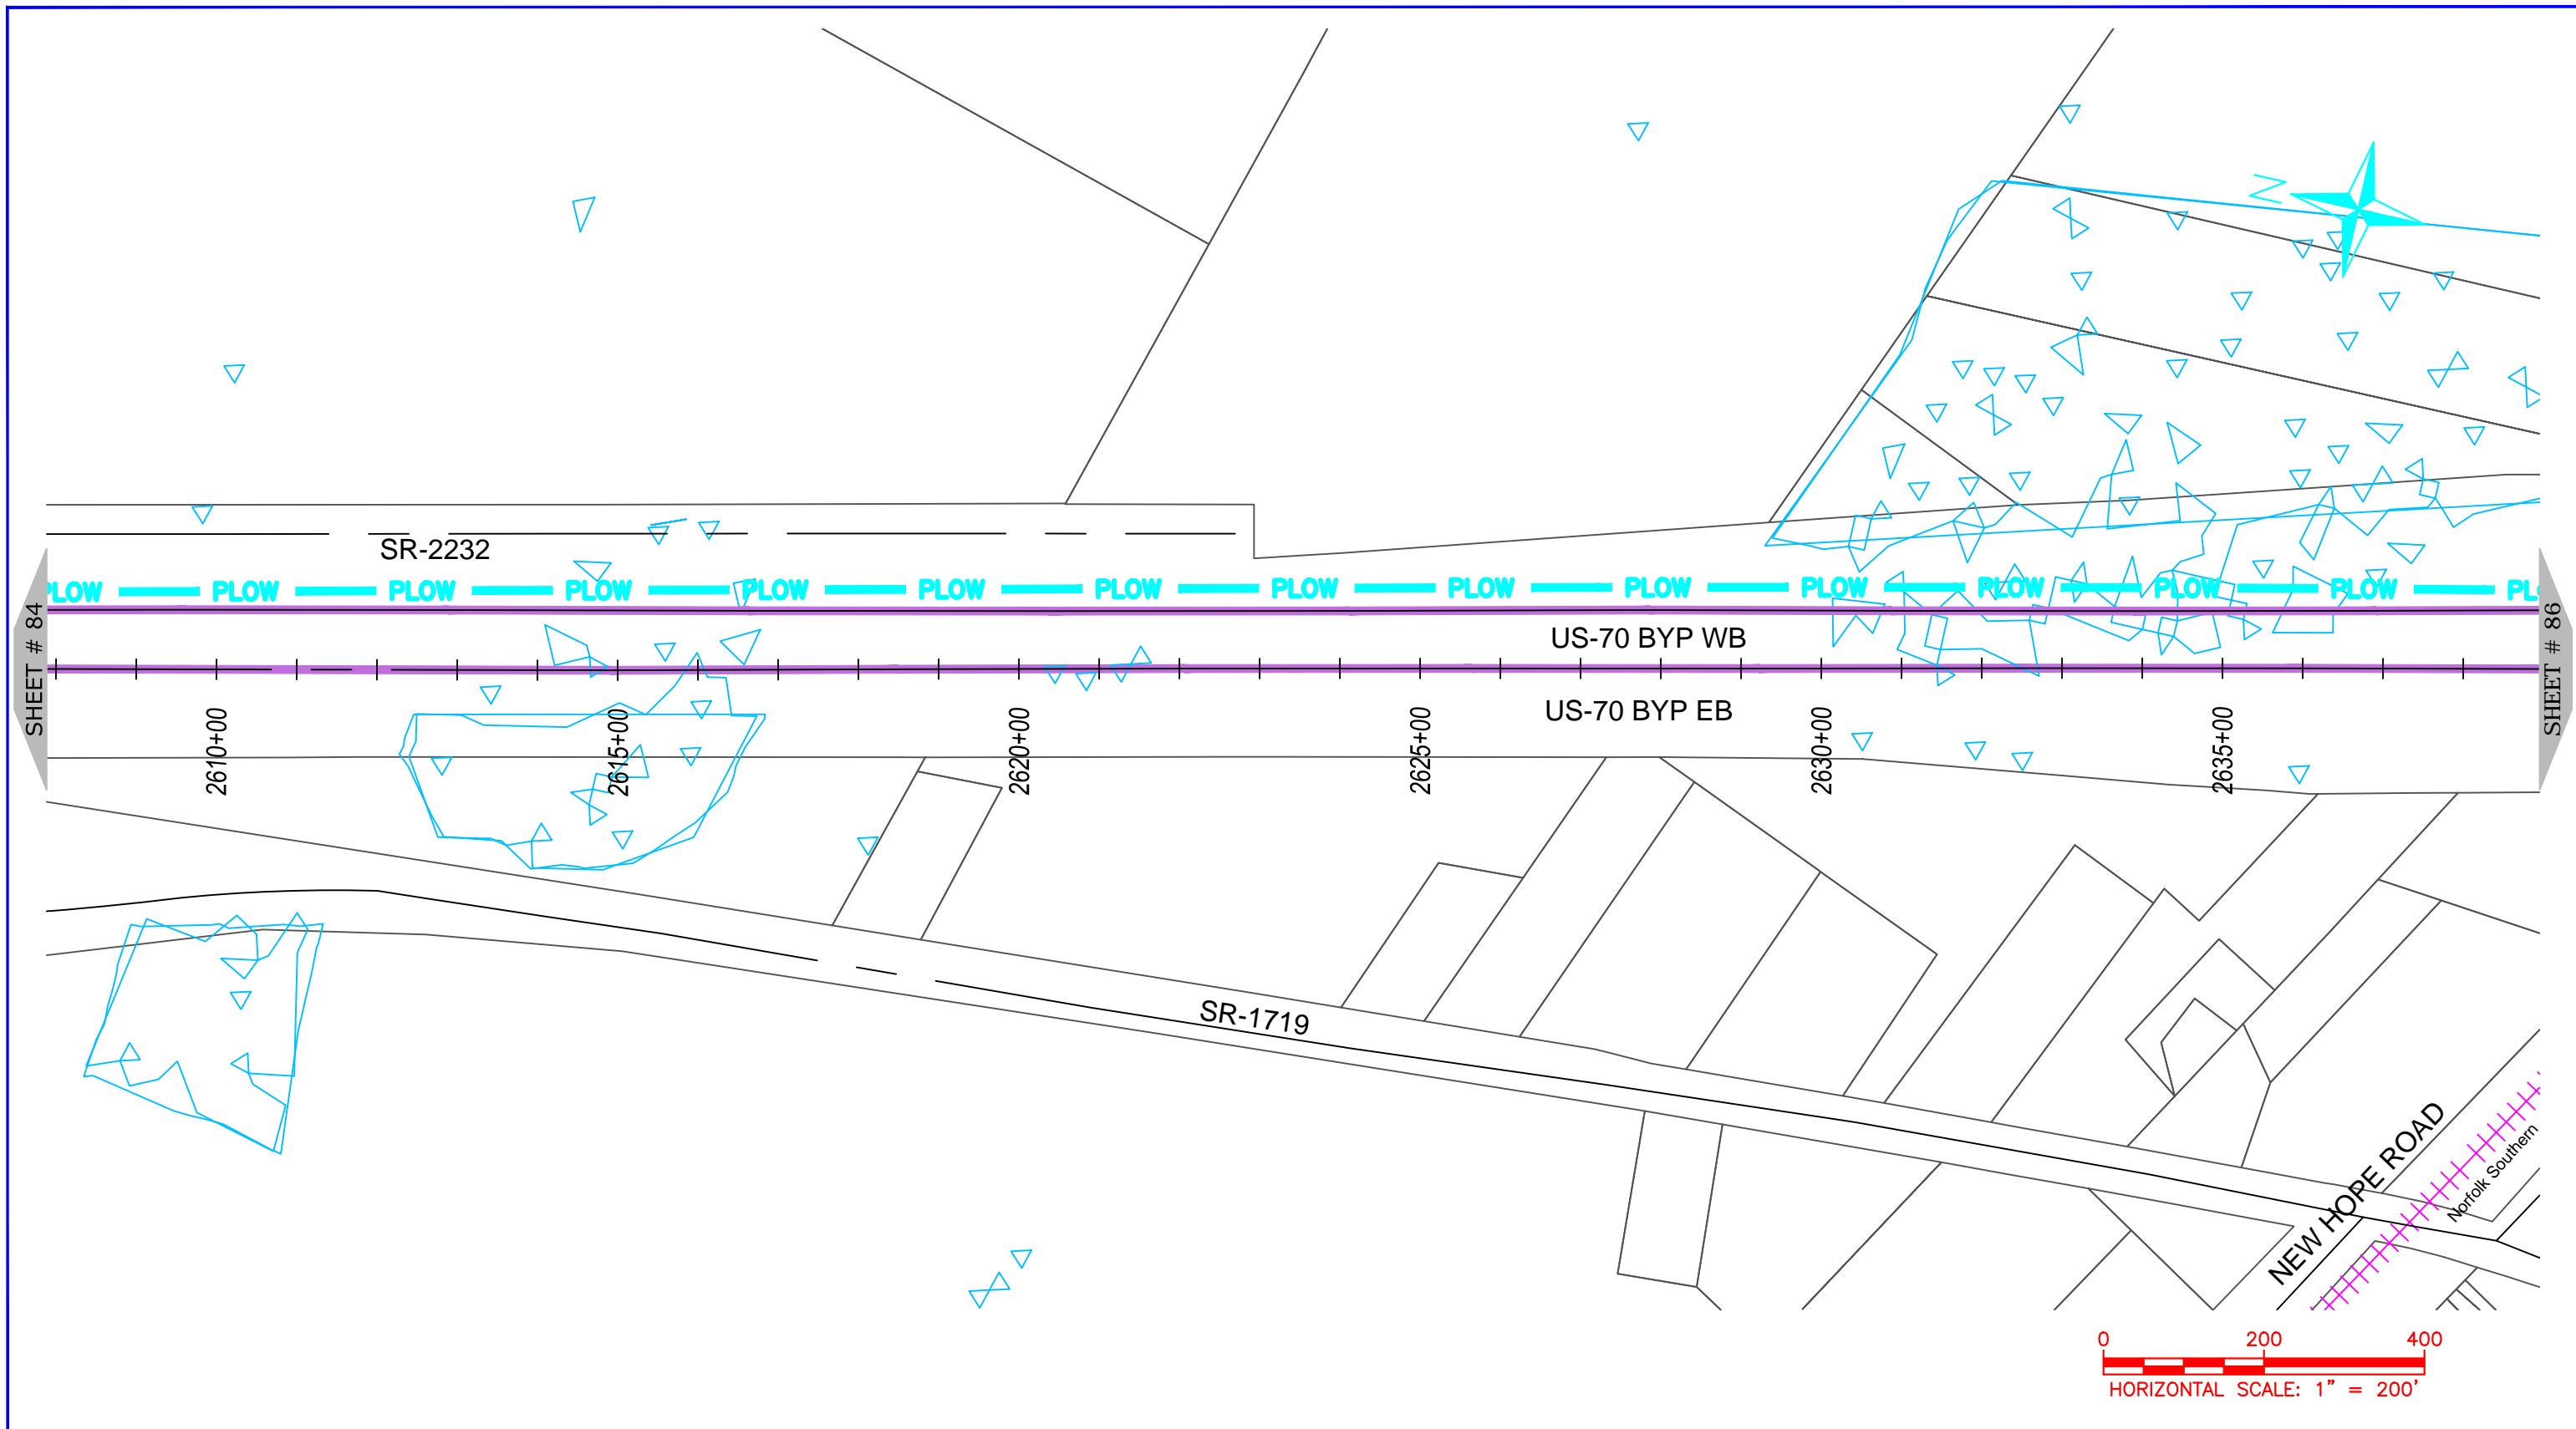 N
SR-2232
PLOW PLOW PLOW PLOW PLOW PLOW PLOW PLOW PLOW PLOW PLOW PLOW PLOW PLOW PL
SHEET # 84
SHEET # 86
US-70 BYP WB
US-70 BYP EB
2610+00
2615+00
2620+00
2625+00
2630+00
2635+00
SR-1719
NEW HOPE ROAD
Norfolk Southern
0 200 400
HORIZONTAL SCALE: 1" = 200'